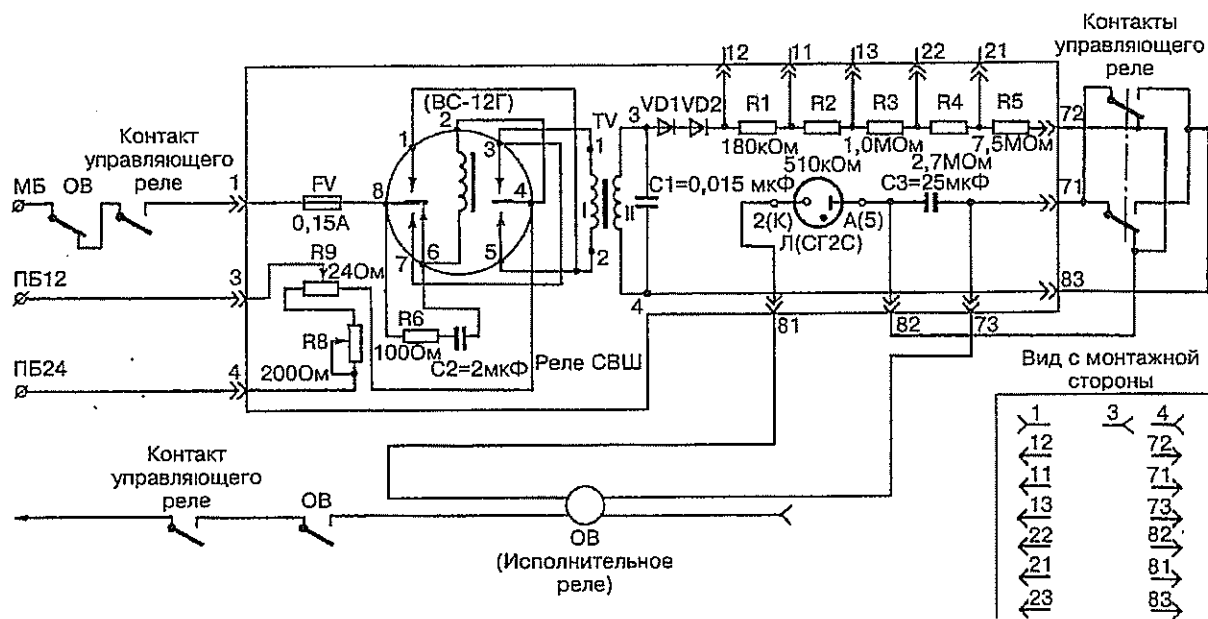 Контакты
управляющего
реле
12 11 13 22 21
(ВС-12Г)
VD1 VD2 R1 R2 R3 R4 R5 72
180кОм 1,0МОм 7,5МОм
510кОм 2,7МОм
Контакт
управляющего
реле
МБ ОВ 1
FV
0,15А
1 2 3 4 5 6 7 8
TV
1 2 3 4
I II
С1=0,015 мкФ
С3=25мкФ 71
2(К) А(5)
Л(СГ2С)
ПБ12 3
R9
24Ом
83
R6
100Ом
С2=2мкФ
R8
200Ом
Реле СВШ
81 82 73
ПБ24 4
Вид с монтажной
стороны
1 3 4
12 72
11 71
13 73
22 82
21 81
23 83
Контакт
управляющего
реле
ОВ
ОВ
(Исполнительное
реле)